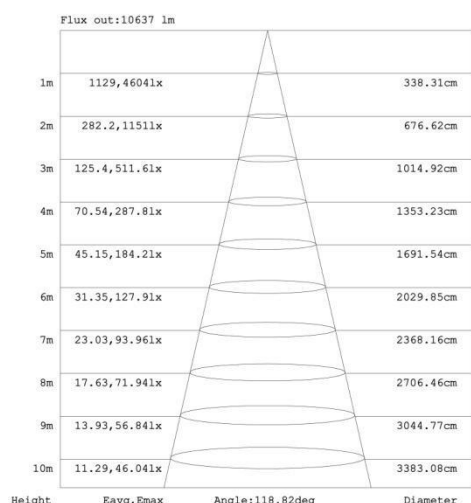 Flux out:10637 lm
1m 1129,4604lx 338.31cm
2m 282.2,1151lx 676.62cm
3m 125.4,511.6lx 1014.92cm
4m 70.54,287.8lx 1353.23cm
5m 45.15,184.2lx 1691.54cm
6m 31.35,127.9lx 2029.85cm
7m 23.03,93.96lx 2368.16cm
8m 17.63,71.94lx 2706.46cm
9m 13.93,56.84lx 3044.77cm
10m 11.29,46.04lx 3383.08cm
Height Eavg,Emax Angle:118.82deg Diameter